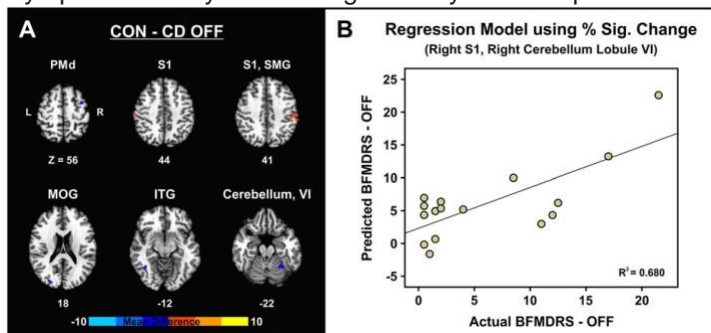 A
CON - CD OFF
PMd
S1
S1, SMG
L
R
Z = 56
44
41
MOG
ITG
Cerebellum, VI
18
-12
-22
-10
Mean Difference
10
B
Regression Model using % Sig. Change
(Right S1, Right Cerebellum Lobule VI)
Predicted BFMDRS - OFF
25
20
15
10
5
0
-5
R² = 0.680
0
5
10
15
20
Actual BFMDRS - OFF